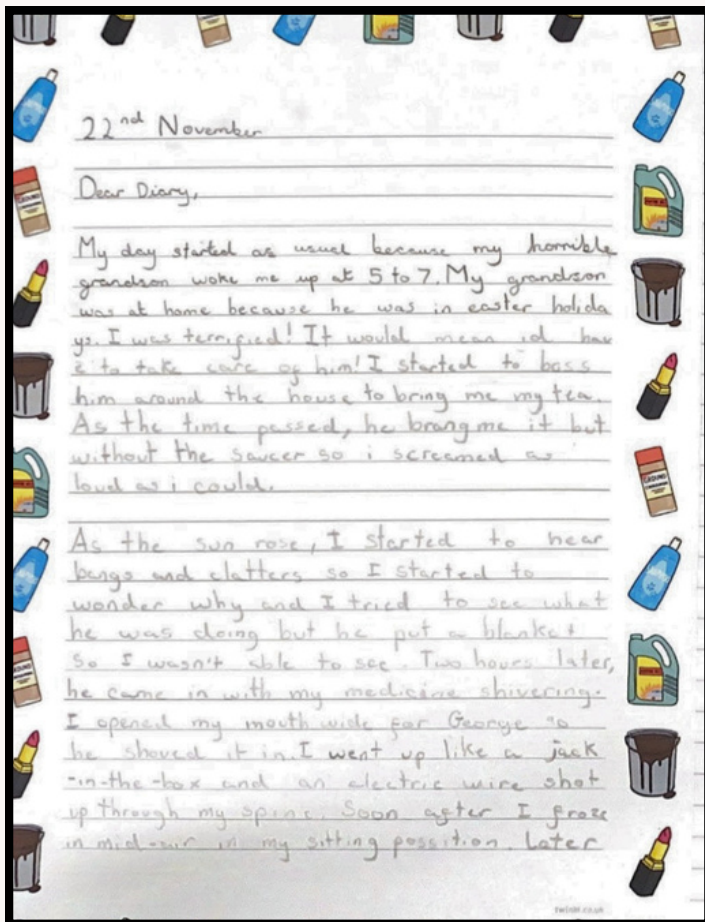 22nd November
Dear Diary,
My day started as usual because my horrible
grandson woke me up at 5 to 7. My grandson
was at home because he was in easter holida
ys. I was terrified! It would mean id hav
e to take care of him! I started to boss
him around the house to bring me my tea.
As the time passed, he brang me it but
without the saucer so i screamed as
loud as i could.
As the sun rose, I started to hear
bangs and clatters so I started to
wonder why and I tried to see what
he was doing but he put a blanket
so I wasn't able to see. Two hours later,
he came in with my medicine shivering.
I opened my mouth wide for George so
he shoved it in. I went up like a jack
-in-the-box and an electric wire shot
up through my spine. Soon after I froze
in mid-air in my sitting possition. Later